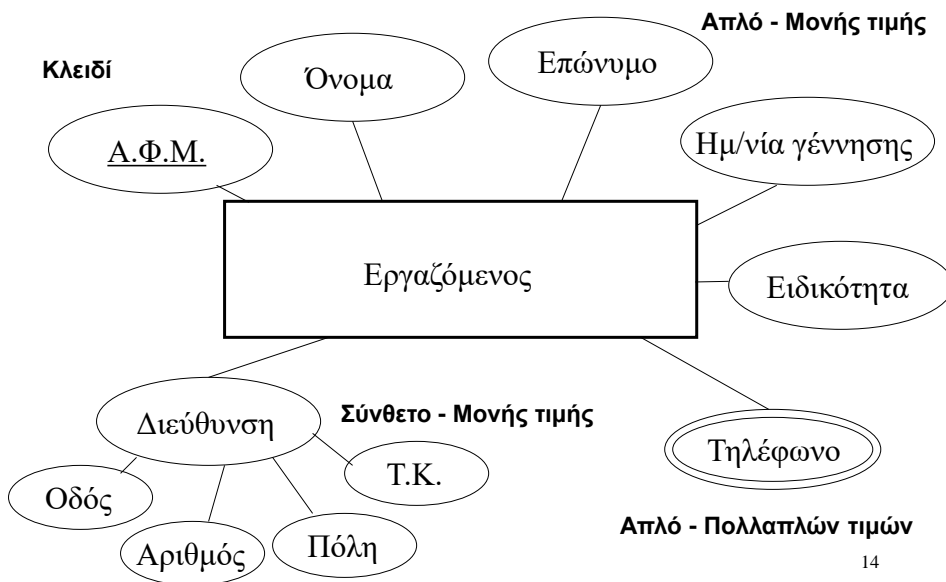 Απλό - Μονής τιμής
Κλειδί
Όνομα
Επώνυμο
Α.Φ.Μ.
Ημ/νία γέννησης
Εργαζόμενος
Ειδικότητα
Διεύθυνση
Σύνθετο - Μονής τιμής
Τηλέφωνο
Οδός
Τ.Κ.
Αριθμός
Πόλη
Απλό - Πολλαπλών τιμών
14